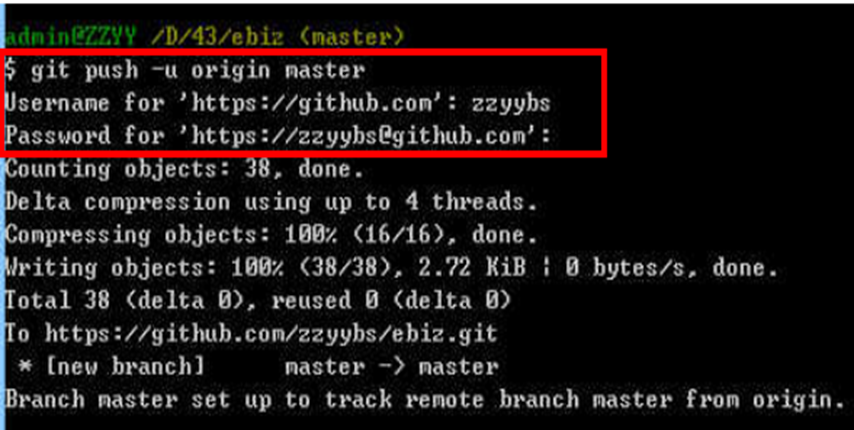 admin@ZZYY /D/43/ebiz (master)
$ git push -u origin master
Username for 'https://github.com': zzyybs
Password for 'https://zzyybs@github.com':
Counting objects: 38, done.
Delta compression using up to 4 threads.
Compressing objects: 100% (16/16), done.
Writing objects: 100% (38/38), 2.72 KiB | 0 bytes/s, done.
Total 38 (delta 0), reused 0 (delta 0)
To https://github.com/zzyybs/ebiz.git
 * [new branch]      master -> master
Branch master set up to track remote branch master from origin.